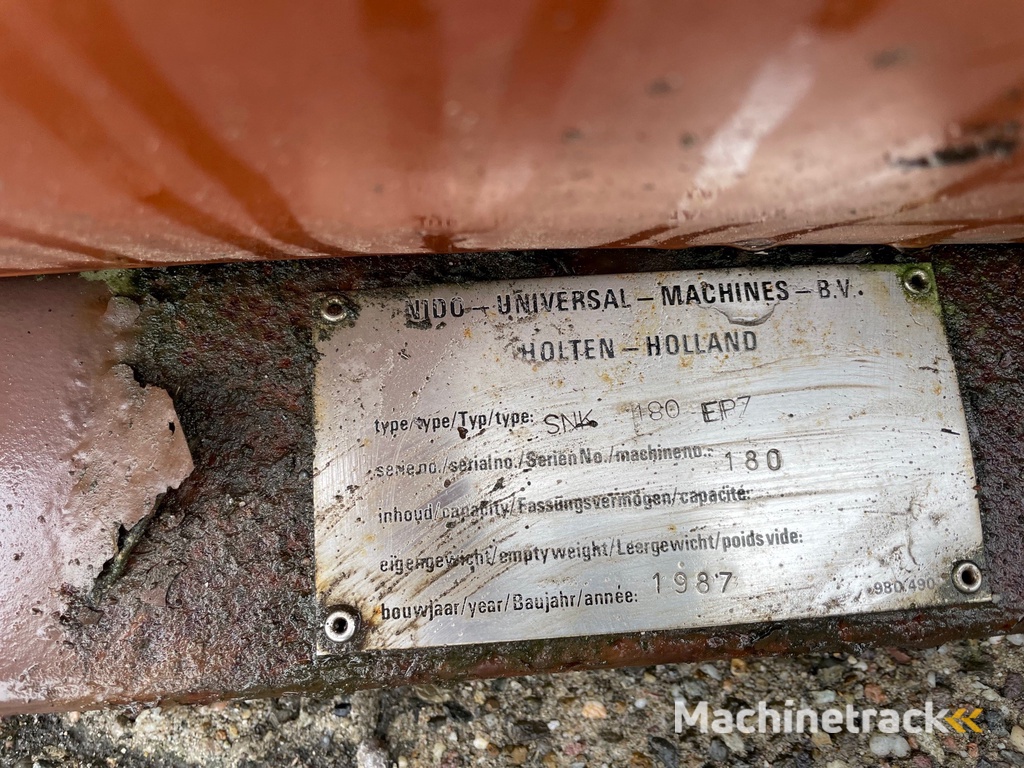 NIDO-UNIVERSAL-MACHINES-B.V.
HOLTEN-HOLLAND
type/type/Typ/type: SNK 180 EP7
serieno./serialno./Serien No./machineno.: 180
inhoud/capacity/Fassüngsvermögen/capacité:
eigengewicht/empty weight/Leergewicht/poids vide:
bouwjaar/year/Baujahr/année: 1987
980.490
Machinetrack